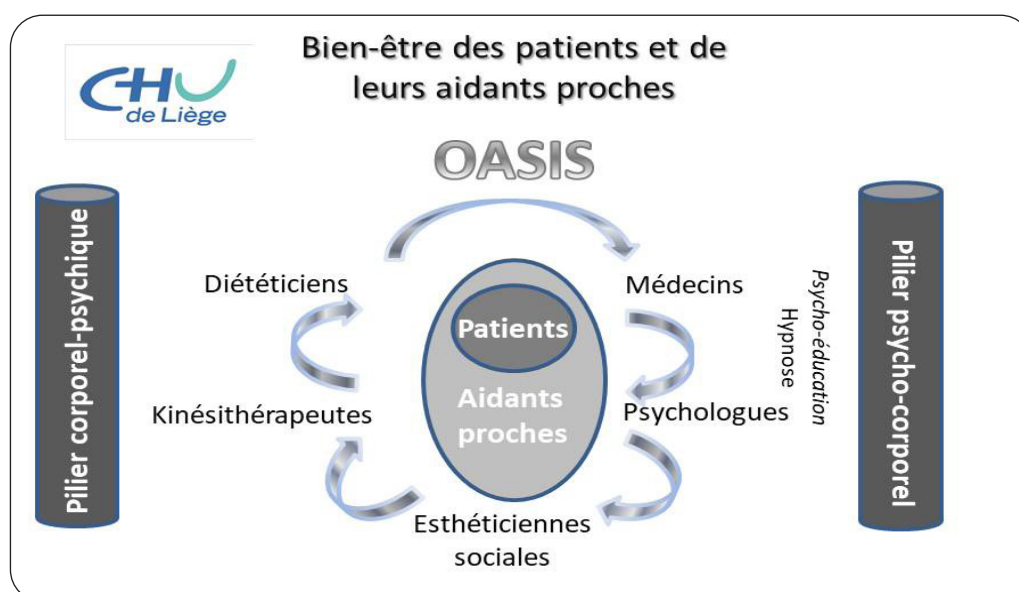 Bien-être des patients et de
leurs aidants proches
CHU
de Liège
OASIS
Pilier corporel-psychique
Diététiciens
Médecins
Patients
Aidants
proches
Kinésithérapeutes
Psychologues
Esthéticiennes
sociales
Psycho-éducation
Hypnose
Pilier psycho-corporel